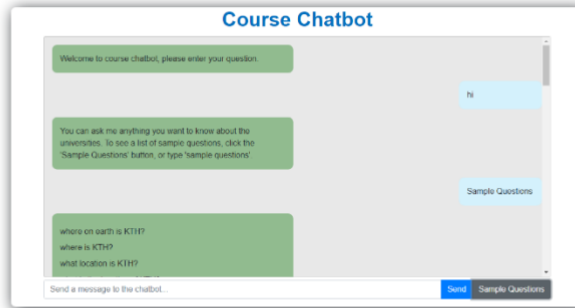 Course Chatbot
Welcome to course chatbot, please enter your question.
hi
You can ask me anything you want to know about the
universities. To see a list of sample questions, click the
'Sample Questions' button, or type 'sample questions'
Sample Questions
where on earth is KTH?
where is KTH?
what location is KTH?
Send a message to the chatbot...
Send
Sample Questions